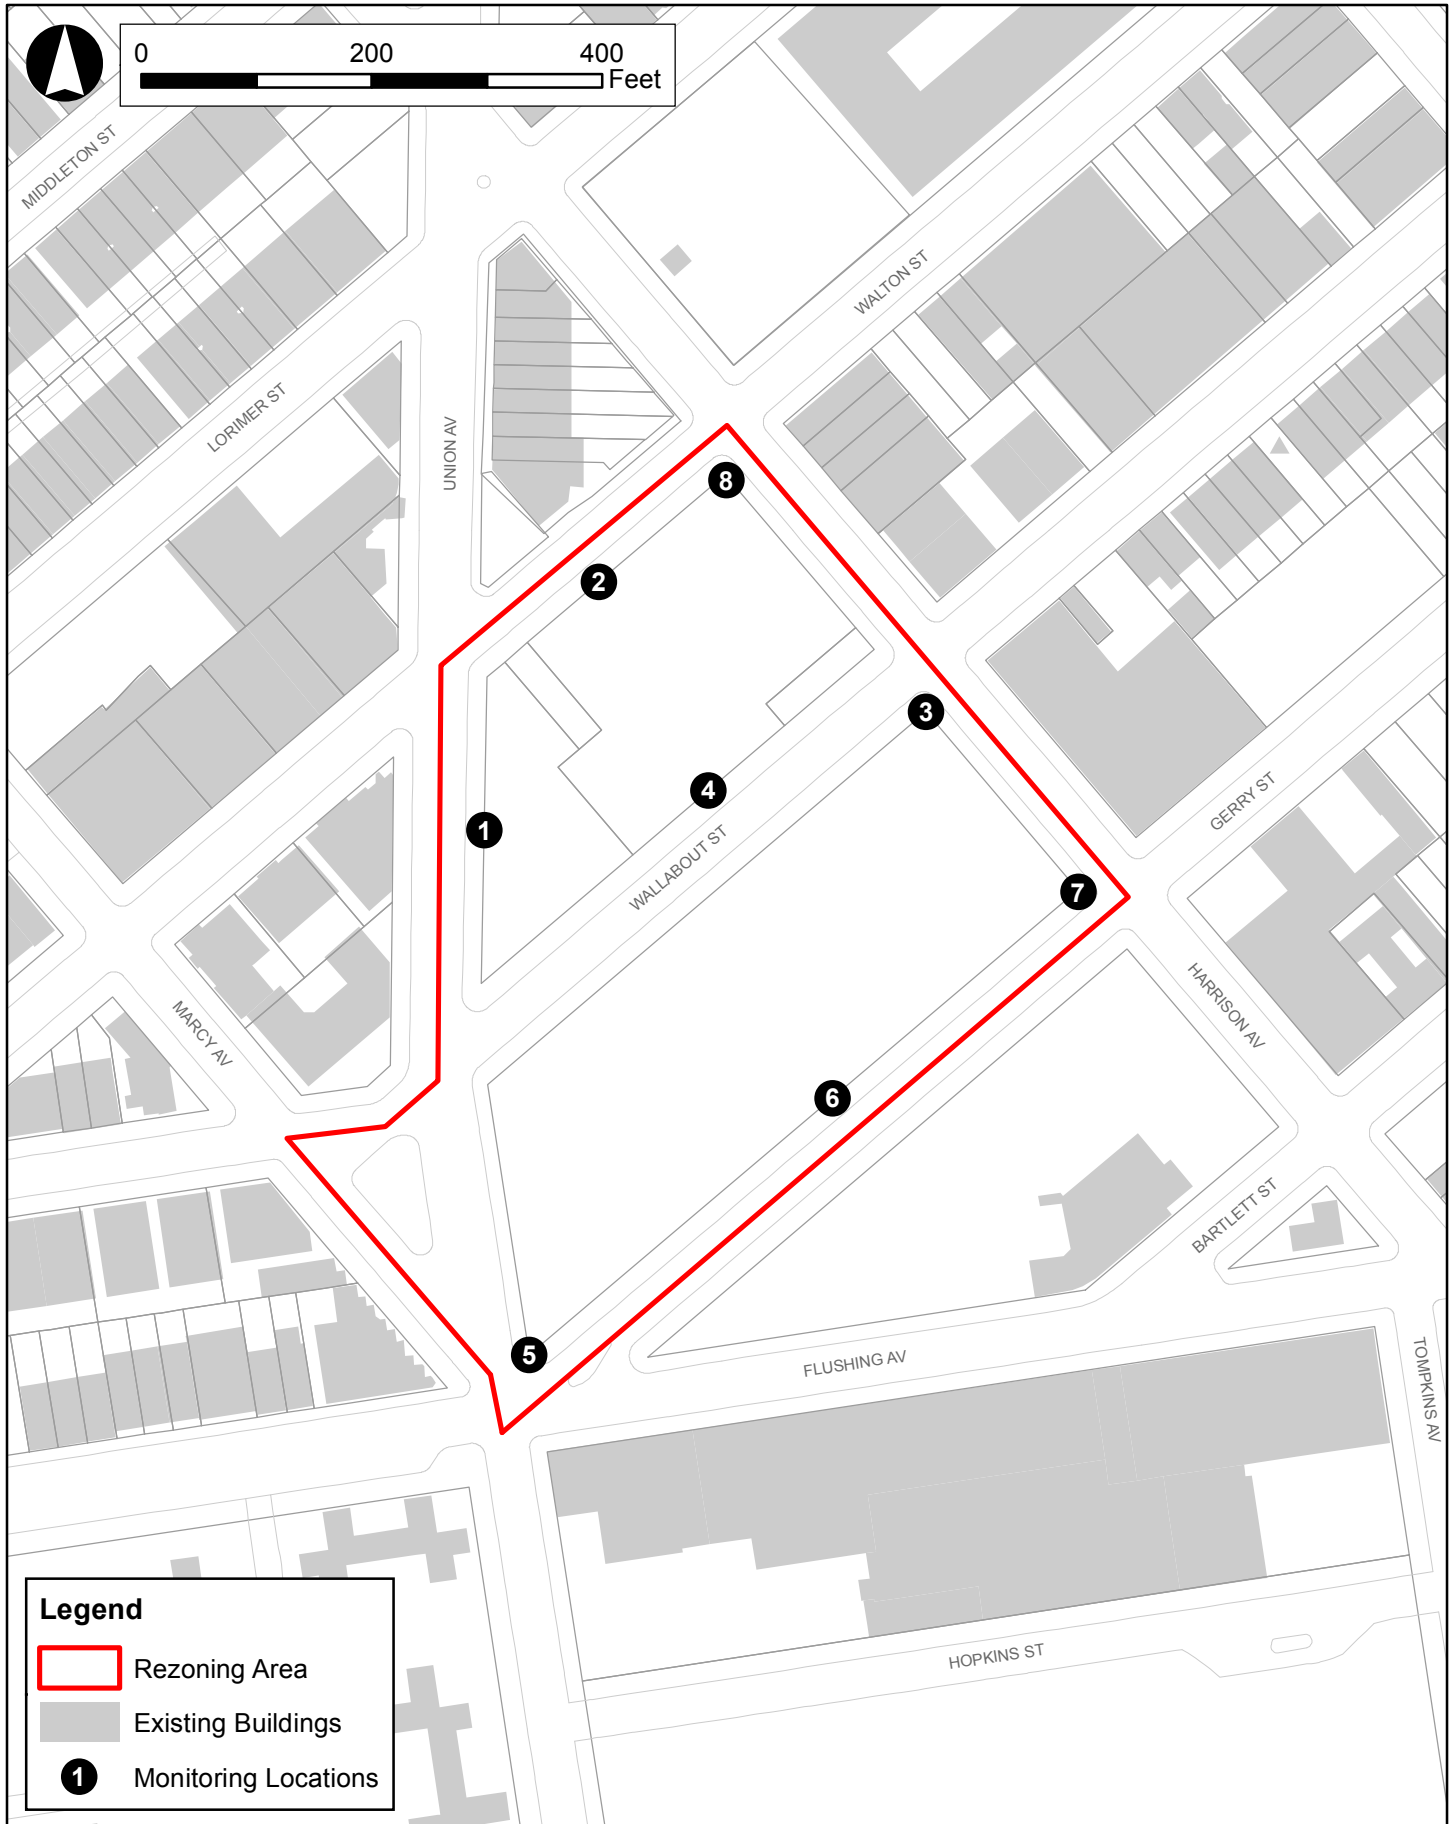 0 200 400
Feet
MIDDLETON ST
WALTON ST
LORIMER ST
UNION AV
8
2
3
4
1
WALLABOUT ST
GERRY ST
7
HARRISON AV
MARCY AV
6
BARTLETT ST
5
FLUSHING AV
TOMPKINS AV
HOPKINS ST
Legend
Rezoning Area
Existing Buildings
1 Monitoring Locations